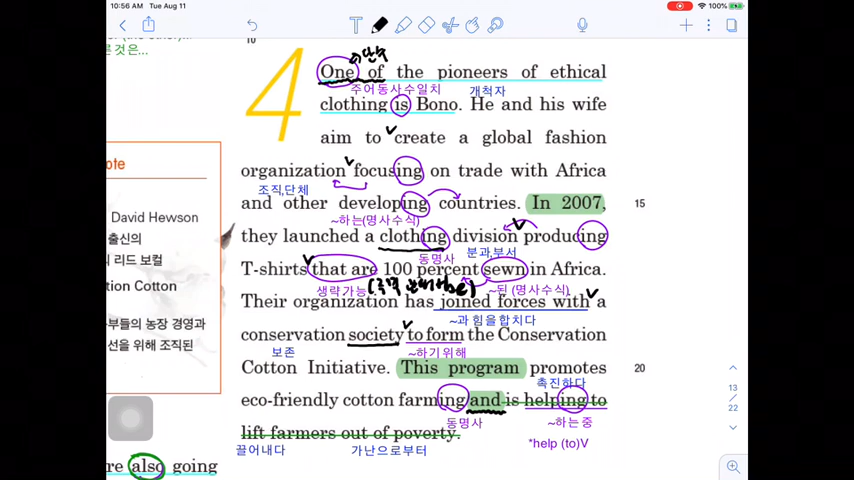 10:56 AM Tue Aug 11
100%
른 것은…
10
4
→단수
One of the pioneers of ethical
주어동사수일치
개척자
clothing is Bono. He and his wife
aim to create a global fashion
organization focusing on trade with Africa
조직,단체
and other developing countries. In 2007,
15
~하는(명사수식)
they launched a clothing division producing
동명사
분과,부서
T-shirts that are 100 percent sewn in Africa.
생략가능
~된 (명사수식)
Their organization has joined forces with a
~과 힘을합치다
conservation society to form the Conservation
보존
~하기위해
Cotton Initiative. This program promotes
20
촉진하다
eco-friendly cotton farming and is helping to
동명사
~하는중
lift farmers out of poverty.
끌어내다
가난으로부터
*help (to)V
ote
David Hewson
출신의
의 리드 보컬
tion Cotton
부들의 농장 경영과
선을 위해 조직된
re also going
13
22